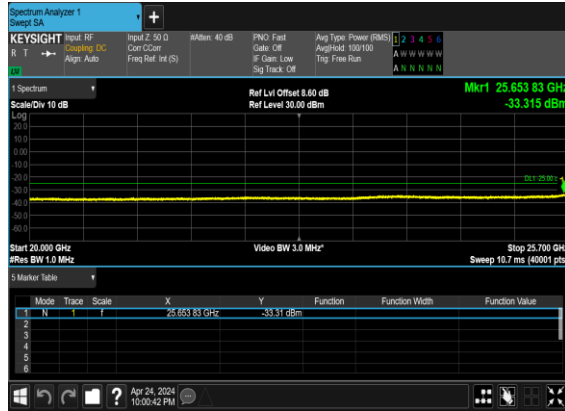 Spectrum Analyzer 1
Swept SA
+
KEYSIGHT Input: RF Input Z: 50 Ω #Atten: 40 dB PNO: Fast Avg Type: Power (RMS) 1 2 3 4 5 6
R T Coupling: DC Corr CCorr Gate: Off Avg|Hold: 100/100 A W W W W W
Align: Auto Freq Ref: Int (S) IF Gain: Low Trig: Free Run
Sig Track: Off A N N N N N
1 Spectrum Ref Lvl Offset 8.60 dB Mkr1 25.653 83 GHz
Scale/Div 10 dB Ref Level 30.00 dBm -33.315 dBm
Log
20.0
10.0
0.00
-10.0
-20.0
DL1 -25.00
-30.0
-40.0
-50.0
-60.0
Start 20.000 GHz Video BW 3.0 MHz* Stop 25.700 GH
#Res BW 1.0 MHz Sweep 10.7 ms (40001 pts
5 Marker Table
Mode Trace Scale X Y Function Function Width Function Value
1 N 1 f 25.653 83 GHz -33.31 dBm
2
3
4
5
6
? Apr 24, 2024
10:00:42 PM